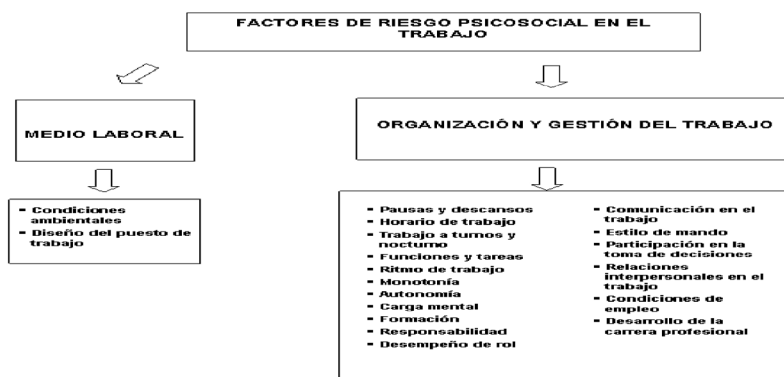 FACTORES DE RIESGO PSICOSOCIAL EN EL
TRABAJO
MEDIO LABORAL
ORGANIZACIÓN Y GESTIÓN DEL TRABAJO
- Condiciones
ambientales
- Diseño del puesto de
trabajo
- Pausas y descansos
- Horario de trabajo
- Trabajo a turnos y
nocturno
- Funciones y tareas
- Ritmo de trabajo
- Monotonía
- Autonomía
- Carga mental
- Formación
- Responsabilidad
- Desempeño de rol
- Comunicación en el
trabajo
- Estilo de mando
- Participación en la
toma de decisiones
- Relaciones
interpersonales en el
trabajo
- Condiciones de
empleo
- Desarrollo de la
carrera profesional